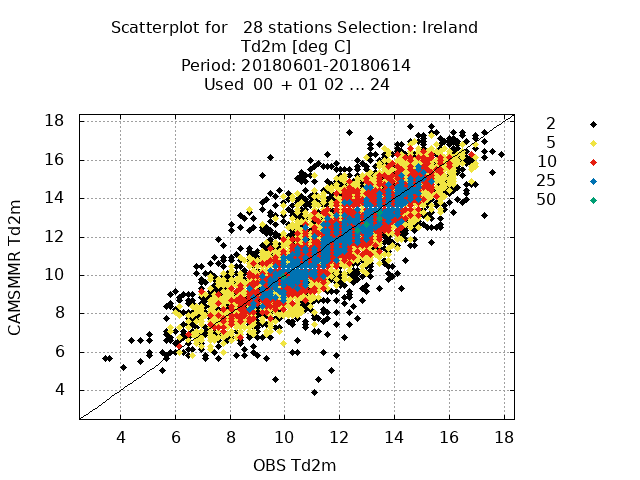 Scatterplot for   28 stations Selection: Ireland
Td2m [deg C]
Period: 20180601-20180614
Used  00 + 01 02 ... 24
18
16
14
12
10
8
6
4
CAMSMMR Td2m
4 6 8 10 12 14 16 18
OBS Td2m
2
5
10
25
50